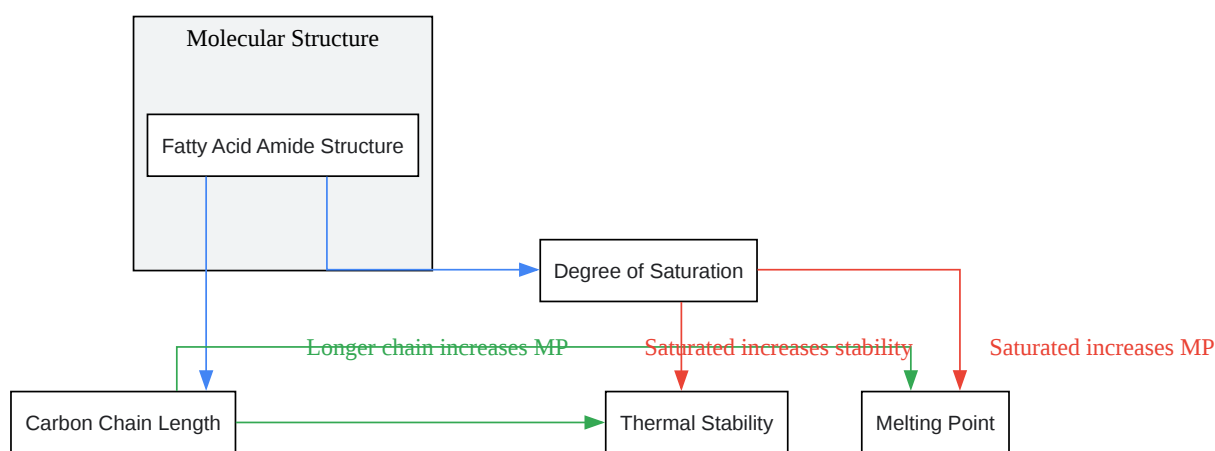 Molecular Structure
Fatty Acid Amide Structure
Degree of Saturation
Longer chain increases MP
Saturated increases stability
Saturated increases MP
Carbon Chain Length
Thermal Stability
Melting Point